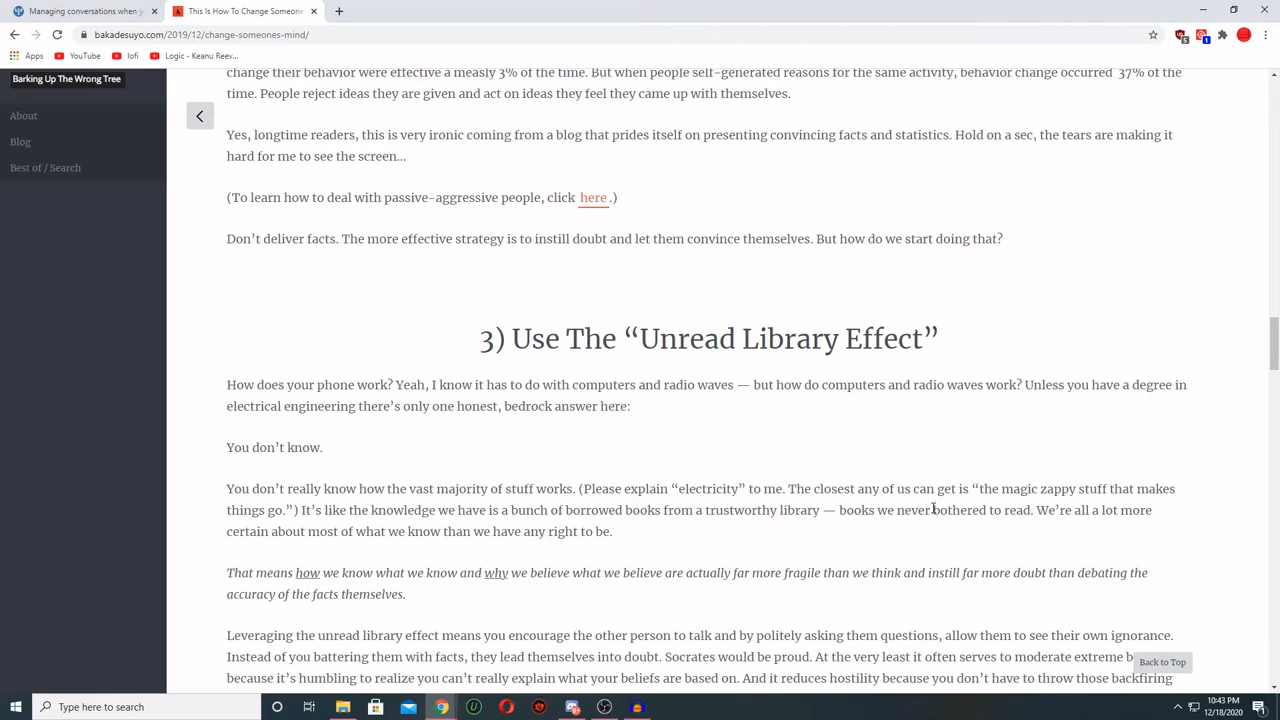 Managing conversations when y
This Is How To Change Someone
bakadesuyo.com/2019/12/change-someones-mind/
Apps YouTube lofi Logic - Keanu Reev...
5 1
Barking Up The Wrong Tree
About
Blog
Best of / Search
change their behavior were effective a measly 3% of the time. But when people self-generated reasons for the same activity, behavior change occurred 37% of the
time. People reject ideas they are given and act on ideas they feel they came up with themselves.
Yes, longtime readers, this is very ironic coming from a blog that prides itself on presenting convincing facts and statistics. Hold on a sec, the tears are making it
hard for me to see the screen…
(To learn how to deal with passive-aggressive people, click here .)
Don’t deliver facts. The more effective strategy is to instill doubt and let them convince themselves. But how do we start doing that?
3) Use The “Unread Library Effect”
How does your phone work? Yeah, I know it has to do with computers and radio waves — but how do computers and radio waves work? Unless you have a degree in
electrical engineering there’s only one honest, bedrock answer here:
You don’t know.
You don’t really know how the vast majority of stuff works. (Please explain “electricity” to me. The closest any of us can get is “the magic zappy stuff that makes
things go.”) It’s like the knowledge we have is a bunch of borrowed books from a trustworthy library — books we never bothered to read. We’re all a lot more
certain about most of what we know than we have any right to be.
That means how we know what we know and why we believe what we believe are actually far more fragile than we think and instill far more doubt than debating the
accuracy of the facts themselves.
Leveraging the unread library effect means you encourage the other person to talk and by politely asking them questions, allow them to see their own ignorance.
Instead of you battering them with facts, they lead themselves into doubt. Socrates would be proud. At the very least it often serves to moderate extreme b
because it’s humbling to realize you can’t really explain what your beliefs are based on. And it reduces hostility because you don’t have to throw those backfiring
Back to Top
Type here to search
10:43 PM
12/18/2020
1